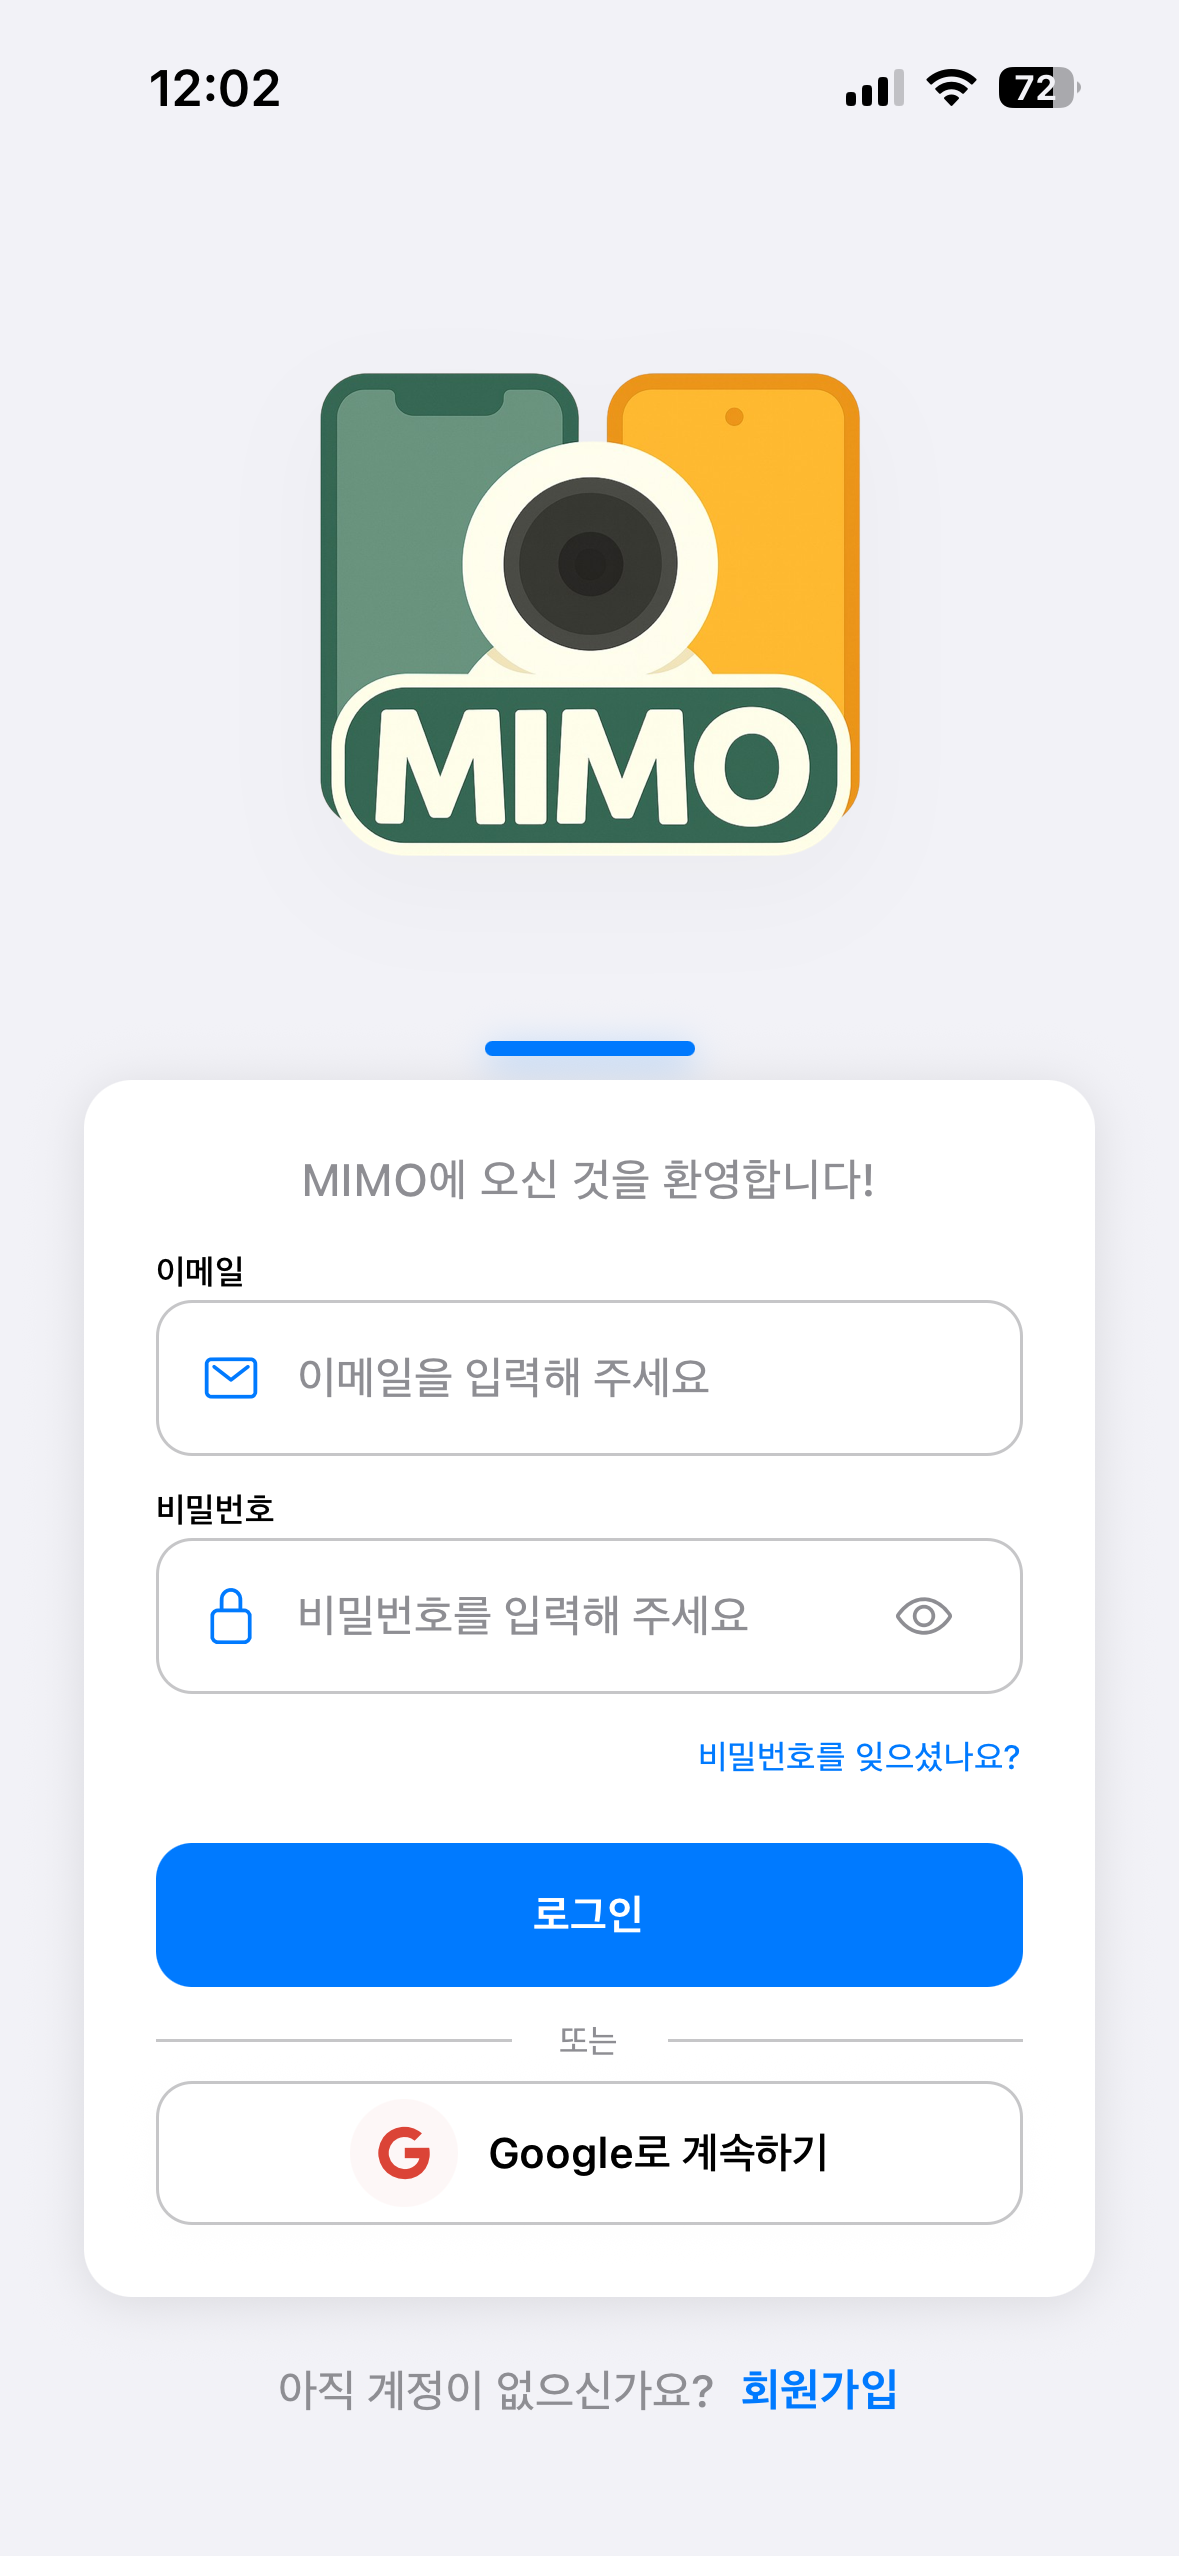 12:02
72
MIMO
MIMO에 오신 것을 환영합니다!
이메일
이메일을 입력해 주세요
비밀번호
비밀번호를 입력해 주세요
비밀번호를 잊으셨나요?
로그인
또는
G Google로 계속하기
아직 계정이 없으신가요? 회원가입